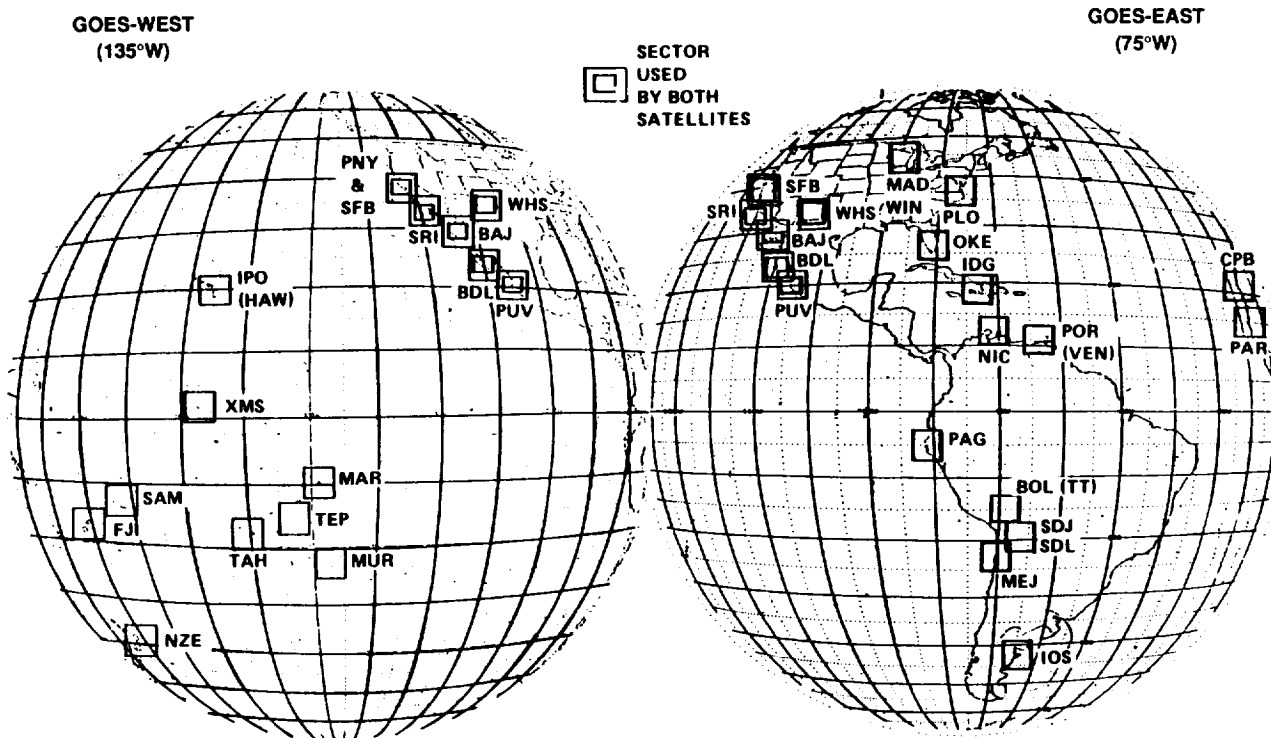 GOES-WEST
(135°W)
GOES-EAST
(75°W)
SECTOR
USED
BY BOTH
SATELLITES
PNY
&
SFB
SRI
WHS
BAJ
BDL
PUV
IPO
(HAW)
XMS
MAR
SAM
TEP
FJI
TAH
MUR
NZE
SFB
SRI
WHS
BAJ
BDL
PUV
MAD
WIN
PLO
OKE
IDG
CPB
NIC
POR
(VEN)
PAR
PAG
BOL (TT)
SDJ
SDL
MEJ
IOS